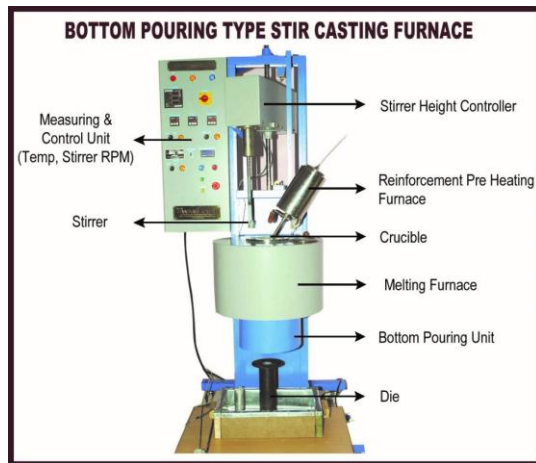 BOTTOM POURING TYPE STIR CASTING FURNACE
Measuring &
Control Unit
(Temp, Stirrer RPM)
Stirrer
Stirrer Height Controller
Reinforcement Pre Heating
Furnace
Crucible
Melting Furnace
Bottom Pouring Unit
Die